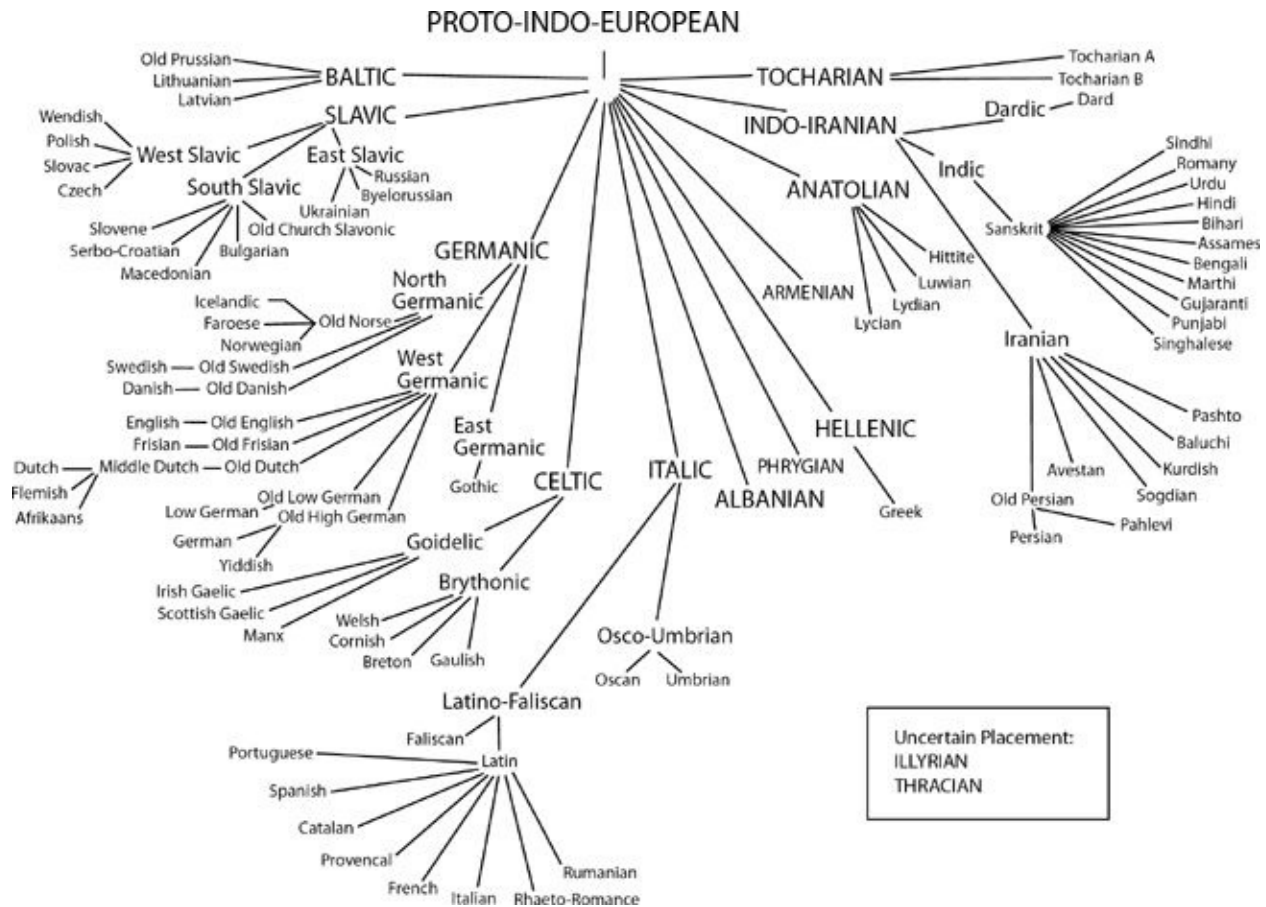 PROTO-INDO-EUROPEAN
BALTIC
Old Prussian
Lithuanian
Latvian
SLAVIC
West Slavic
Wendish
Polish
Slovac
Czech
East Slavic
Russian
Byelorussian
Ukrainian
South Slavic
Old Church Slavonic
Slovene
Serbo-Croatian
Macedonian
Bulgarian
GERMANIC
North
Germanic
Old Norse
Icelandic
Faroese
Norwegian
Swedish
Old Swedish
Danish
Old Danish
West
Germanic
English
Old English
Frisian
Old Frisian
Dutch
Middle Dutch
Old Dutch
Flemish
Afrikaans
Old Low German
Low German
Old High German
German
Yiddish
East
Germanic
Gothic
CELTIC
Goidelic
Irish Gaelic
Scottish Gaelic
Manx
Brythonic
Welsh
Cornish
Breton
Gaulish
ITALIC
Osco-Umbrian
Oscan
Umbrian
Latino-Faliscan
Faliscan
Latin
Portuguese
Spanish
Catalan
Provencal
French
Italian
Rhaeto-Romance
Rumanian
ALBANIAN
PHRYGIAN
HELLENIC
Greek
ARMENIAN
ANATOLIAN
Hittite
Luwian
Lydian
Lycian
INDO-IRANIAN
Dardic
Dard
Indic
Sanskrit
Sindhi
Romany
Urdu
Hindi
Bihari
Assames
Bengali
Marthi
Gujaranti
Punjabi
Singhalese
Iranian
Pashto
Baluchi
Kurdish
Sogdian
Avestan
Old Persian
Pahlevi
Persian
TOCHARIAN
Tocharian A
Tocharian B
Uncertain Placement:
ILLYRIAN
THRACIAN